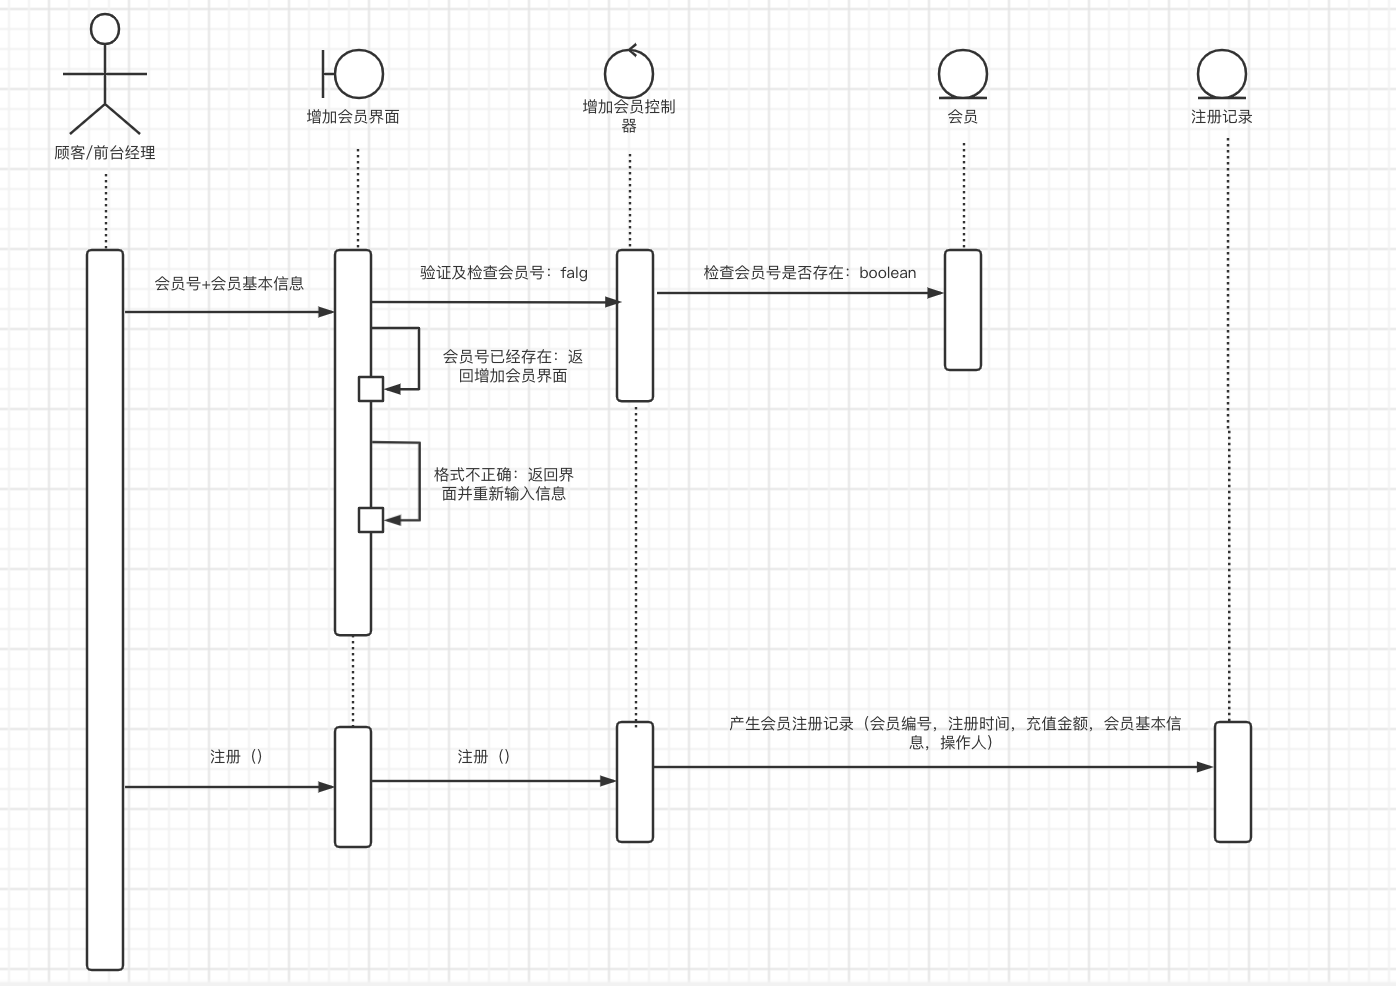 顾客/前台经理
增加会员界面
增加会员控制
器
会员
注册记录
会员号+会员基本信息
验证及检查会员号：falg
检查会员号是否存在：boolean
会员号已经存在：返
回增加会员界面
格式不正确：返回界
面并重新输入信息
注册（）
注册（）
产生会员注册记录（会员编号，注册时间，充值金额，会员基本信
息，操作人）